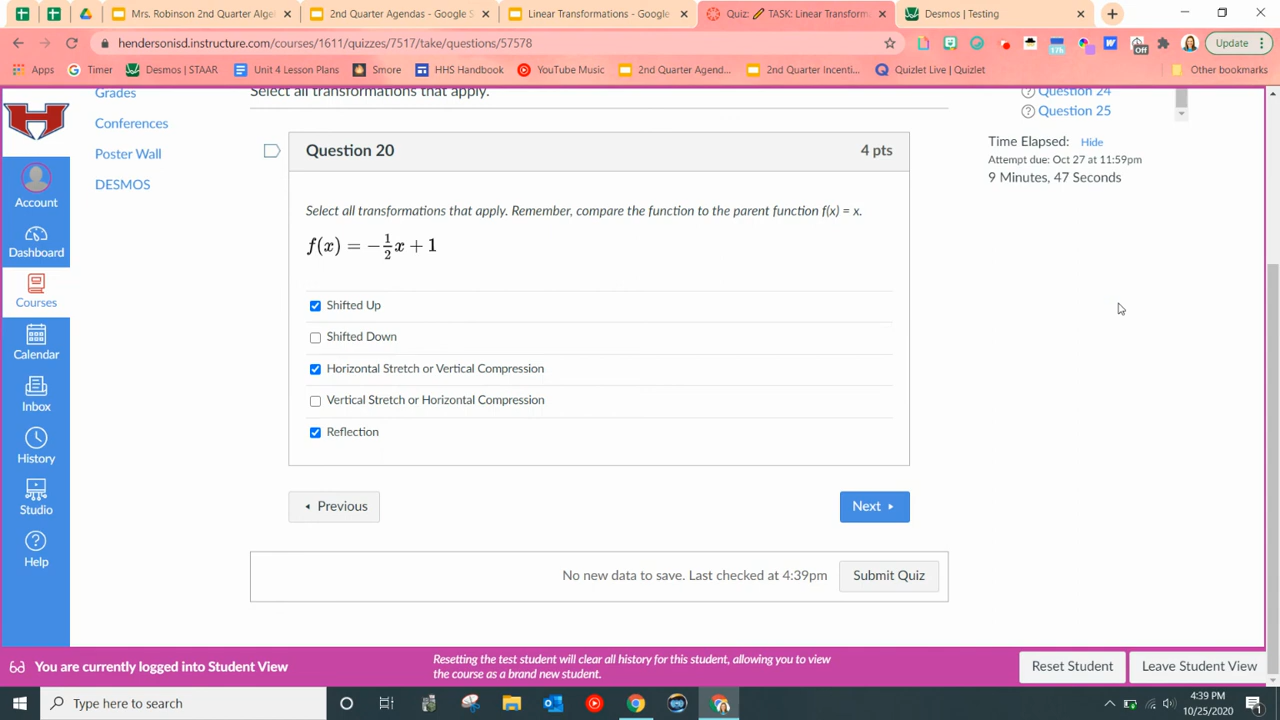 Mrs. Robinson 2nd Quarter Alge
2nd Quarter Agendas - Google S
Linear Transformations - Google
Quiz: TASK: Linear Transform
Desmos | Testing
hendersonisd.instructure.com/courses/1611/quizzes/7517/take/questions/57578
17h
Off
Update
Apps
Timer
Desmos | STAAR
Unit 4 Lesson Plans
Smore
HHS Handbook
YouTube Music
2nd Quarter Agend...
2nd Quarter Incenti...
Quizlet Live | Quizlet
Other bookmarks
Grades
Select all transformations that apply.
Question 24
Question 25
Conferences
Poster Wall
DESMOS
Question 20
4 pts
Time Elapsed: Hide
Attempt due: Oct 27 at 11:59pm
9 Minutes, 47 Seconds
Account
Dashboard
Courses
Calendar
Inbox
History
Studio
Help
Select all transformations that apply. Remember, compare the function to the parent function f(x) = x.
f(x) = −1/2x + 1
Shifted Up
Shifted Down
Horizontal Stretch or Vertical Compression
Vertical Stretch or Horizontal Compression
Reflection
Previous
Next
No new data to save. Last checked at 4:39pm
Submit Quiz
You are currently logged into Student View
Resetting the test student will clear all history for this student, allowing you to view
the course as a brand new student.
Reset Student
Leave Student View
Type here to search
4:39 PM
10/25/2020
1